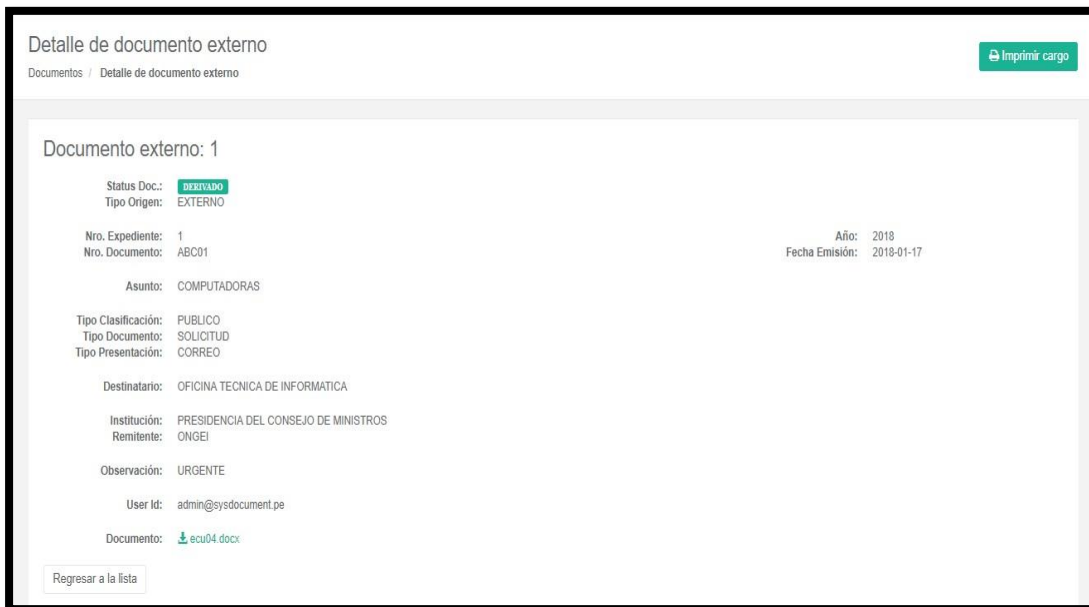 Detalle de documento externo
Imprimir cargo
Documentos / Detalle de documento externo
Documento externo: 1
Status Doc.: DERIVADO
Tipo Origen: EXTERNO
Nro. Expediente: 1 Año: 2018
Nro. Documento: ABC01 Fecha Emisión: 2018-01-17
Asunto: COMPUTADORAS
Tipo Clasificación: PUBLICO
Tipo Documento: SOLICITUD
Tipo Presentación: CORREO
Destinatario: OFICINA TECNICA DE INFORMATICA
Institución: PRESIDENCIA DEL CONSEJO DE MINISTROS
Remitente: ONGEI
Observación: URGENTE
User Id: admin@sysdocument.pe
Documento: ecu04.docx
Regresar a la lista